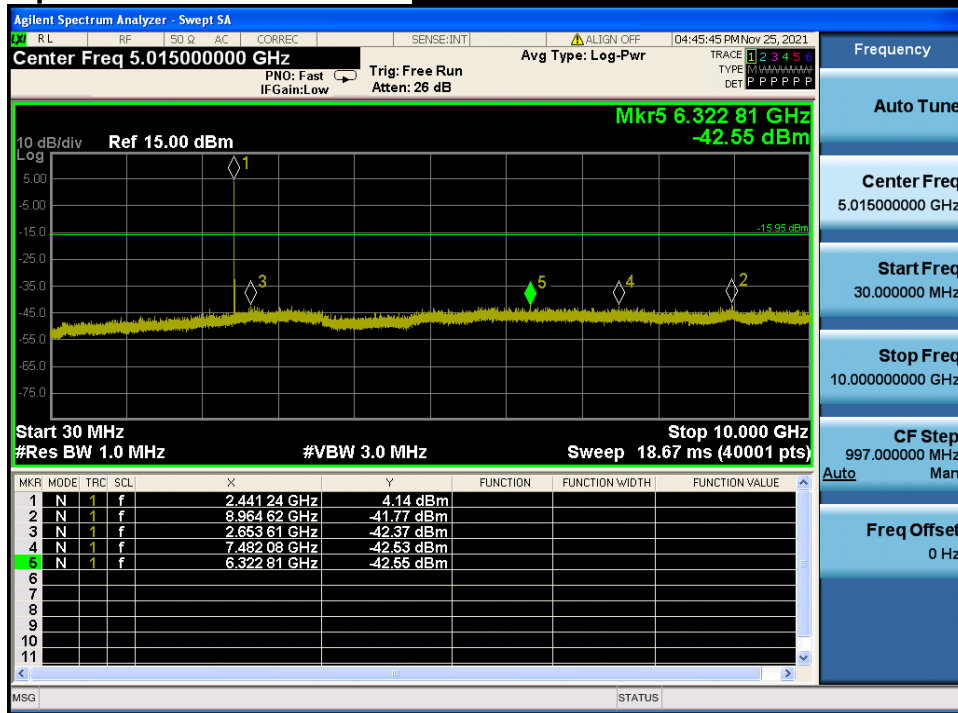 Agilent Spectrum Analyzer - Swept SA
LXI RL RF 50 Ω AC CORREC SENSE:INT ALIGN OFF 04:45:45 PM Nov 25, 2021
Center Freq 5.015000000 GHz
PNO: Fast
IFGain:Low
Trig: Free Run
Atten: 26 dB
Avg Type: Log-Pwr
TRACE 1 2 3 4 5 6
TYPE M W W W W W
DET P P P P P P
Mkr5 6.322 81 GHz
-42.55 dBm
10 dB/div Ref 15.00 dBm
Log
5.00
-5.00
-15.0
-25.0
-35.0
-45.0
-55.0
-65.0
-75.0
-15.95 dBm
1
3
5
4
2
Start 30 MHz Stop 10.000 GHz
#Res BW 1.0 MHz #VBW 3.0 MHz Sweep 18.67 ms (40001 pts)
MKR MODE TRC SCL X Y FUNCTION FUNCTION WIDTH FUNCTION VALUE
1 N 1 f 2.441 24 GHz 4.14 dBm
2 N 1 f 8.964 62 GHz -41.77 dBm
3 N 1 f 2.653 61 GHz -42.37 dBm
4 N 1 f 7.482 08 GHz -42.53 dBm
5 N 1 f 6.322 81 GHz -42.55 dBm
6
7
8
9
10
11
MSG STATUS
Frequency
Auto Tune
Center Freq
5.015000000 GHz
Start Freq
30.000000 MHz
Stop Freq
10.000000000 GHz
CF Step
997.000000 MHz
Auto Man
Freq Offset
0 Hz